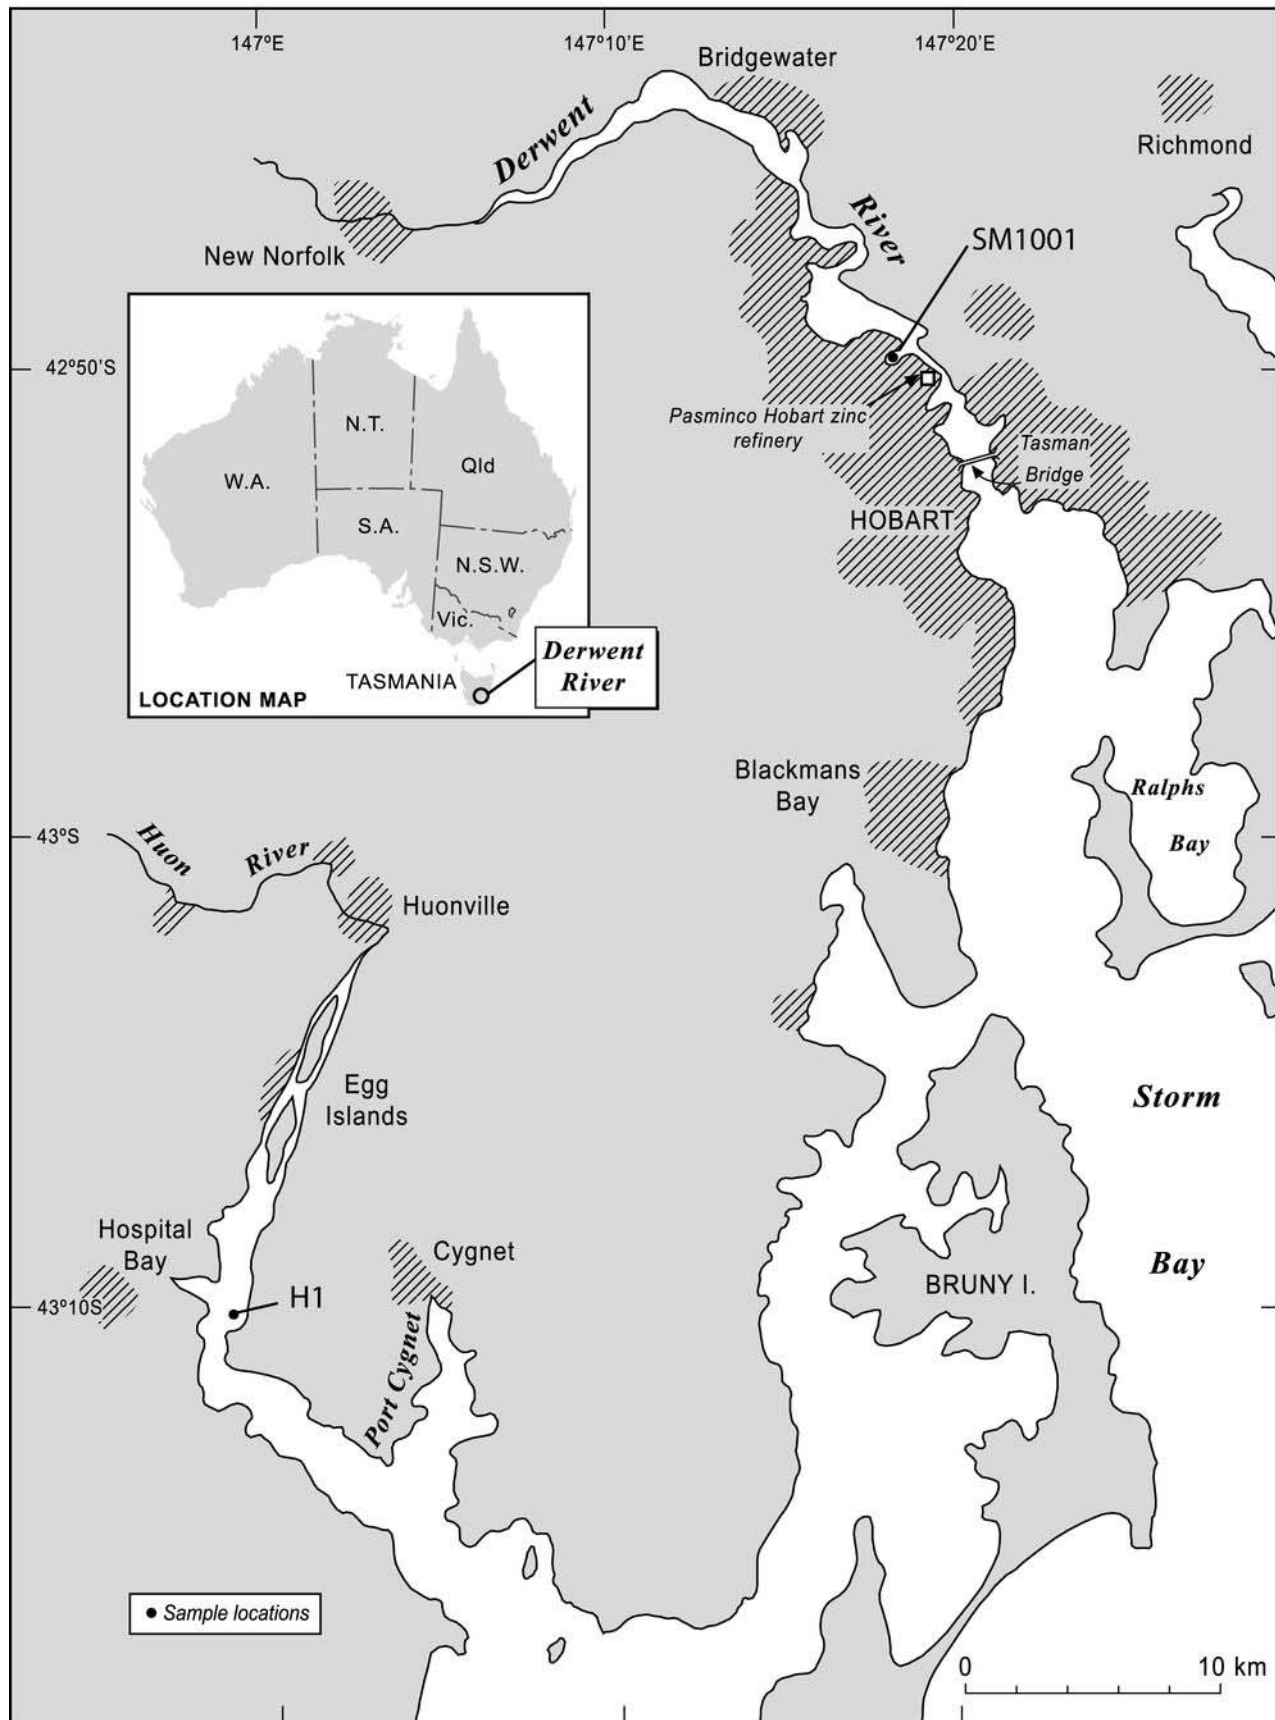 147ºE
147º10'E
147º20'E
Bridgewater
Derwent
River
Richmond
New Norfolk
SM1001
42º50'S
Pasminco Hobart zinc
refinery
Tasman
Bridge
HOBART
W.A.
N.T.
Qld
S.A.
N.S.W.
Vic.
TASMANIA
Derwent
River
LOCATION MAP
Blackmans
Bay
Ralphs
Bay
43ºS
Huon
River
Huonville
Egg
Islands
Storm
Bay
Hospital
Bay
Cygnet
43º10S
H1
Port Cygnet
BRUNY I.
Sample locations
0
10 km